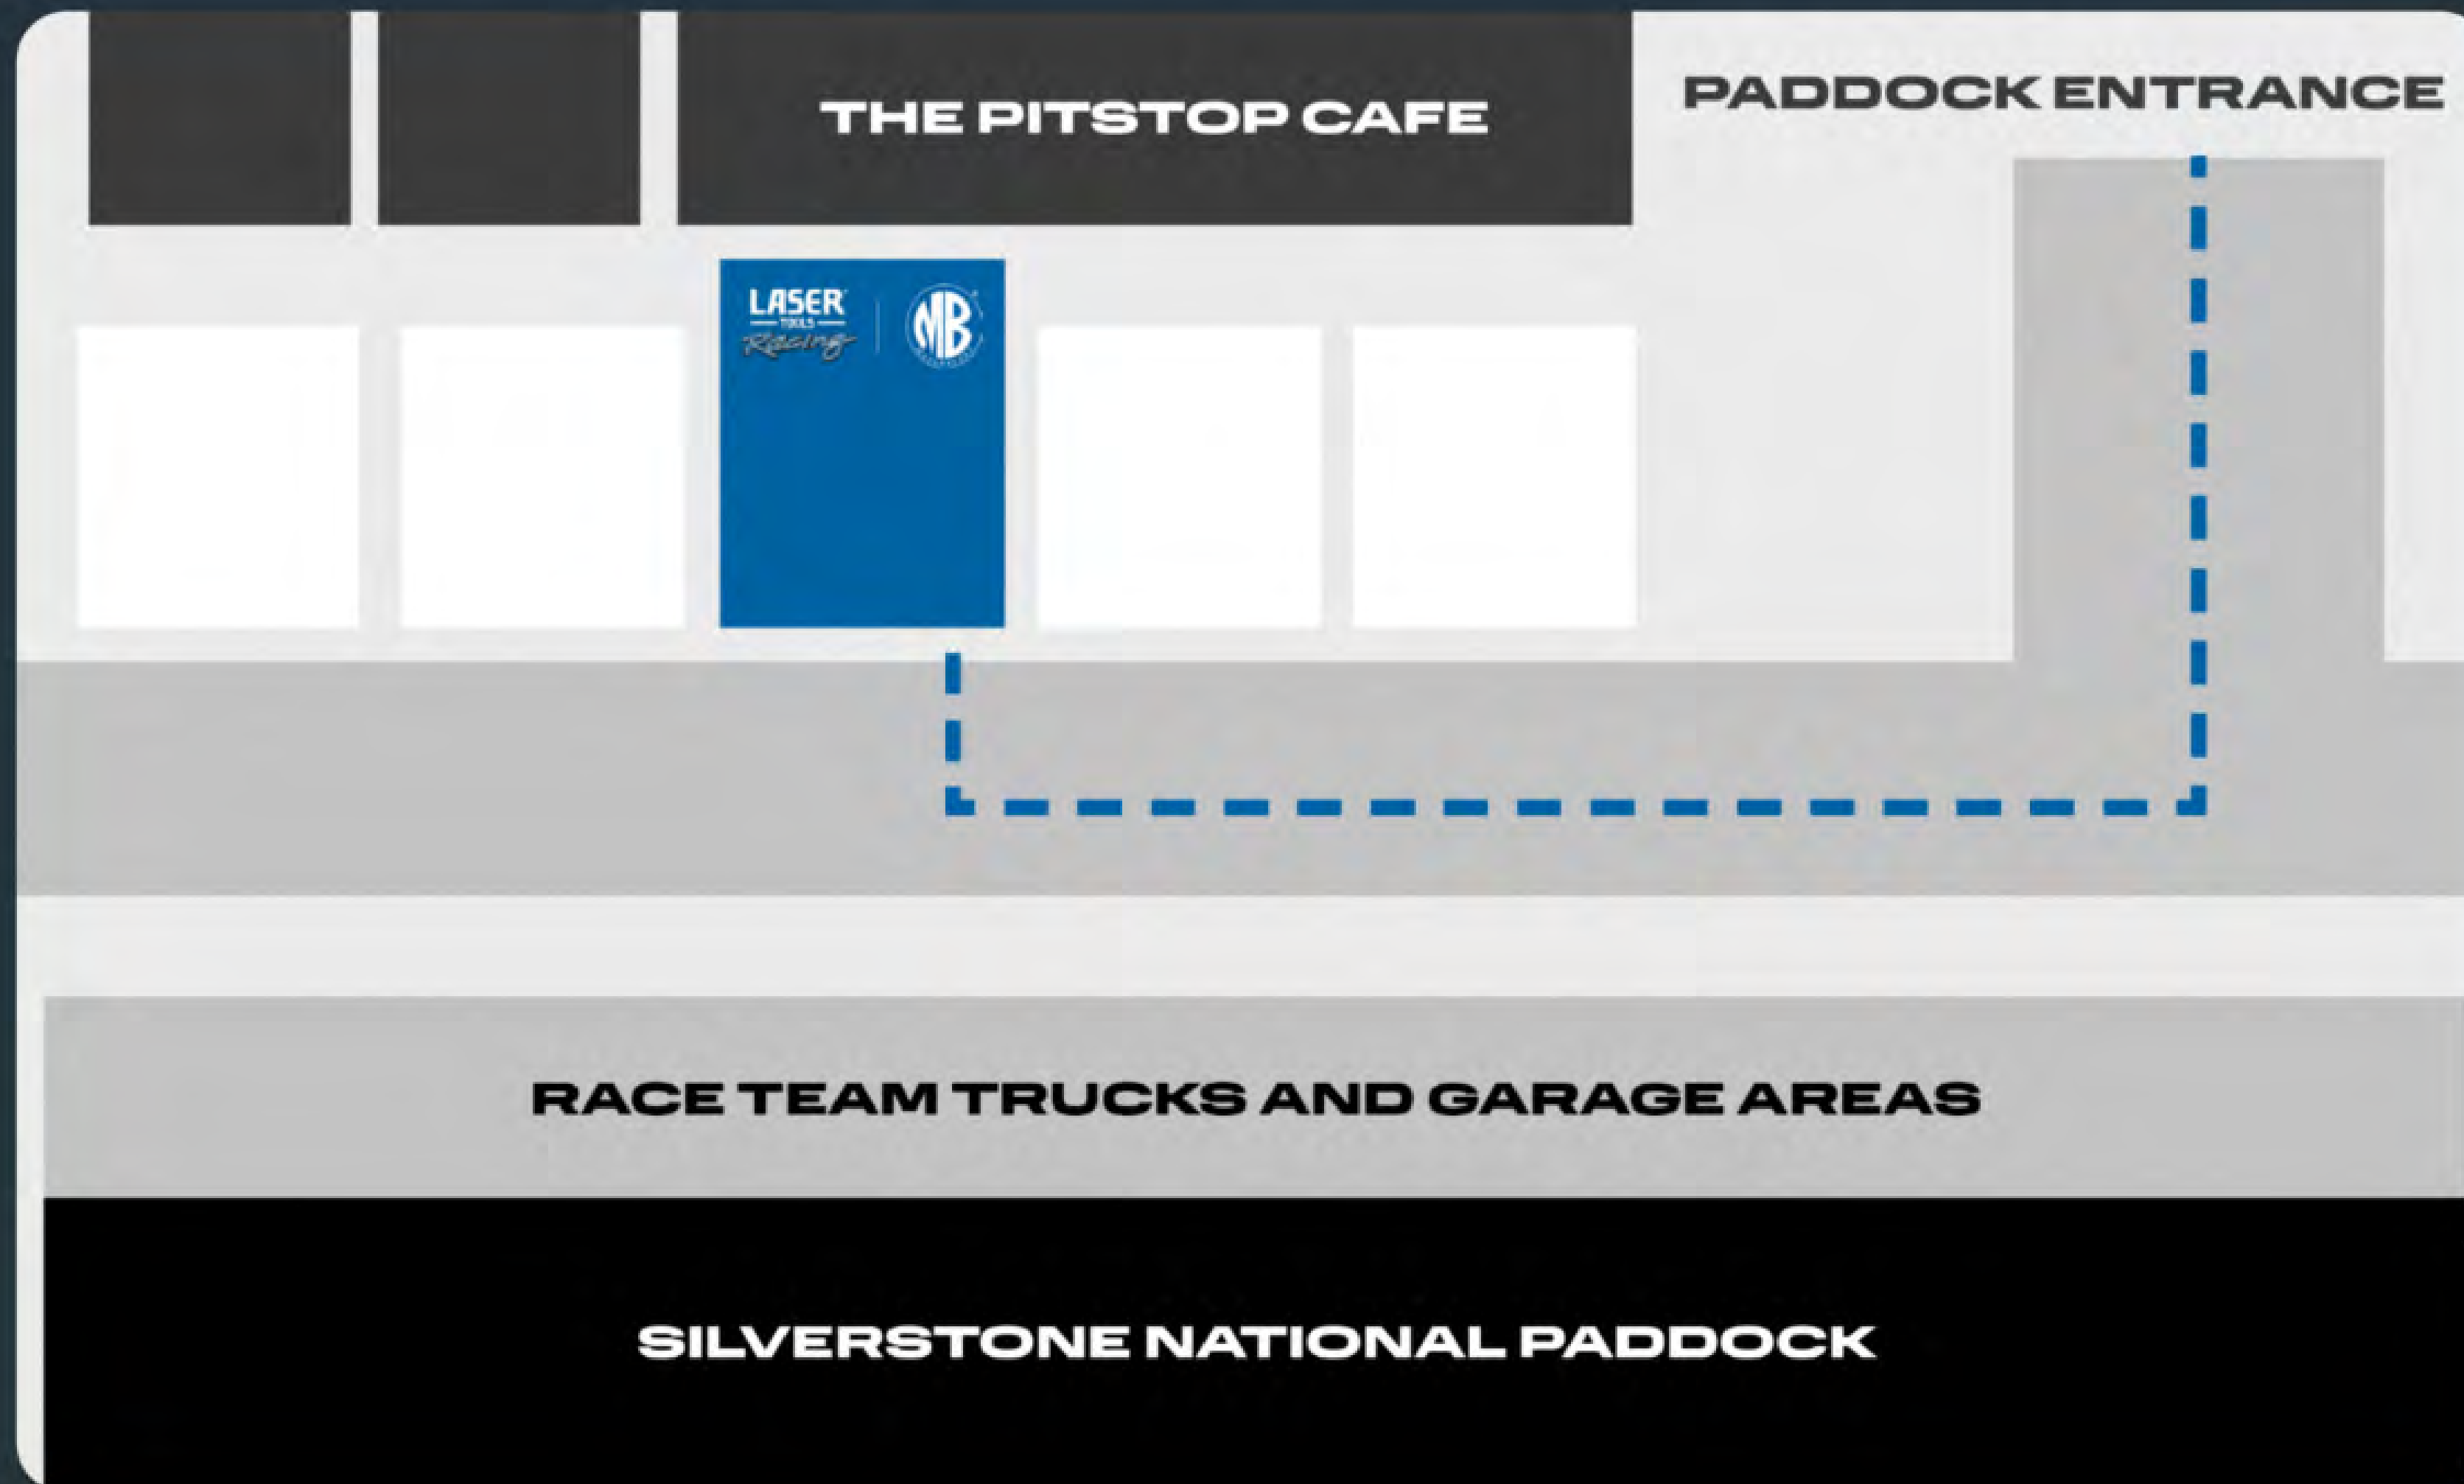 THE PITSTOP CAFE
PADDOCK ENTRANCE
LASER
TOOLS
Racing
MB
RACE TEAM TRUCKS AND GARAGE AREAS
SILVERSTONE NATIONAL PADDOCK